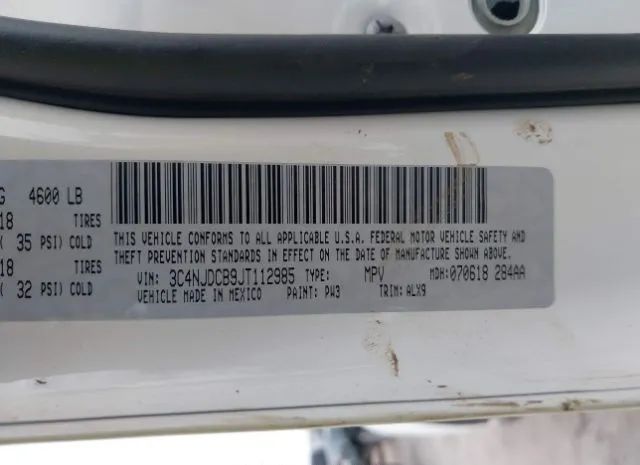 G 4600 LB
18 TIRES
( 35 PSI) COLD
18 TIRES
( 32 PSI) COLD
THIS VEHICLE CONFORMS TO ALL APPLICABLE U.S.A. FEDERAL MOTOR VEHICLE SAFETY AND
THEFT PREVENTION STANDARDS IN EFFECT ON THE DATE OF MANUFACTURE SHOWN ABOVE.
VIN: 3C4NJDCB9JT112985 TYPE: MPV MDH: 070618 284AA
VEHICLE MADE IN MEXICO PAINT: PW3 TRIM: ALX9